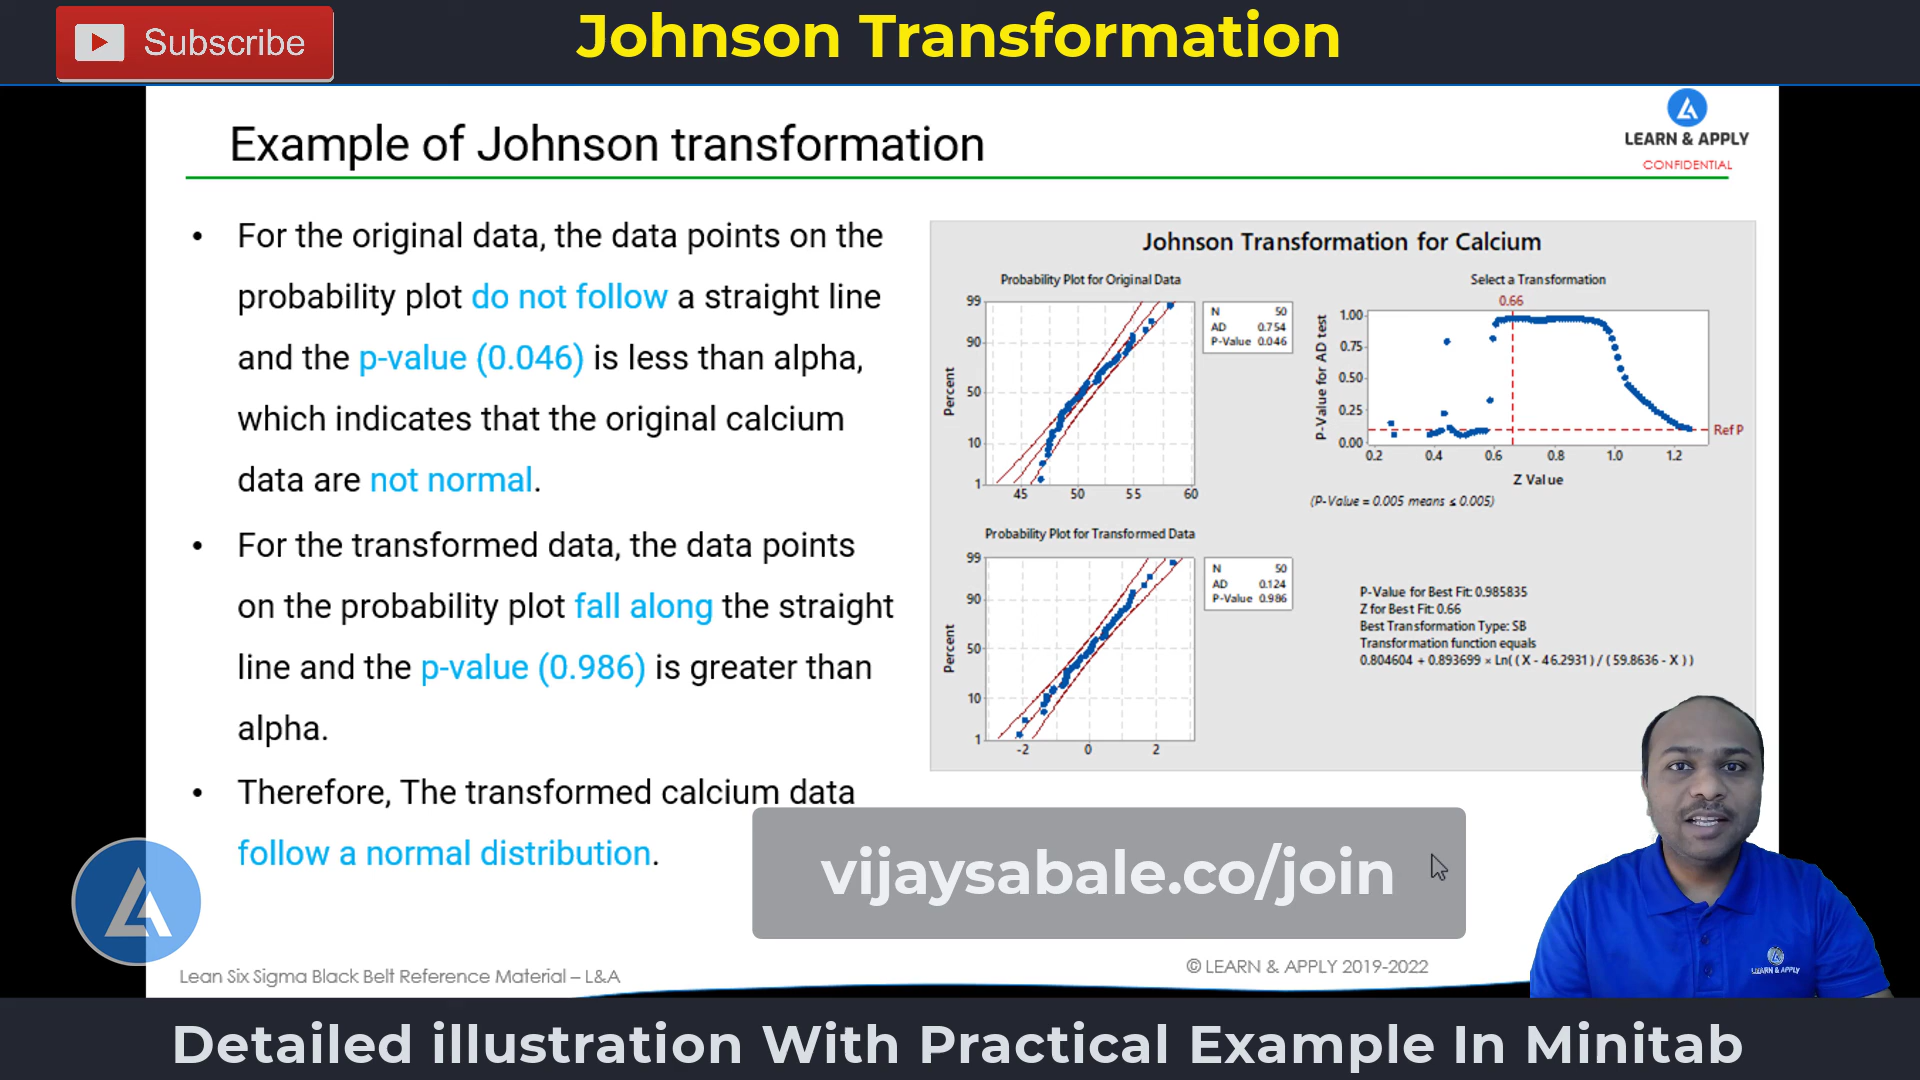 Subscribe
Johnson Transformation
Example of Johnson transformation
LEARN & APPLY
CONFIDENTIAL
• For the original data, the data points on the
probability plot do not follow a straight line
and the p-value (0.046) is less than alpha,
which indicates that the original calcium
data are not normal.
• For the transformed data, the data points
on the probability plot fall along the straight
line and the p-value (0.986) is greater than
alpha.
• Therefore, The transformed calcium data
follow a normal distribution.
Johnson Transformation for Calcium
Probability Plot for Original Data
Percent
99
90
50
10
1
45 50 55 60
N 50
AD 0.754
P-Value 0.046
Select a Transformation
0.66
P-Value for AD test
1.00
0.75
0.50
0.25
0.00
Ref P
0.2 0.4 0.6 0.8 1.0 1.2
Z Value
(P-Value = 0.005 means ≤ 0.005)
Probability Plot for Transformed Data
Percent
99
90
50
10
1
-2 0 2
N 50
AD 0.124
P-Value 0.986
P-Value for Best Fit: 0.985835
Z for Best Fit: 0.66
Best Transformation Type: SB
Transformation function equals
0.804604 + 0.893699 × Ln( ( X - 46.2931 ) / ( 59.8636 - X ) )
vijaysabale.co/join
LEARN & APPLY
Lean Six Sigma Black Belt Reference Material – L&A
© LEARN & APPLY 2019-2022
Detailed illustration With Practical Example In Minitab